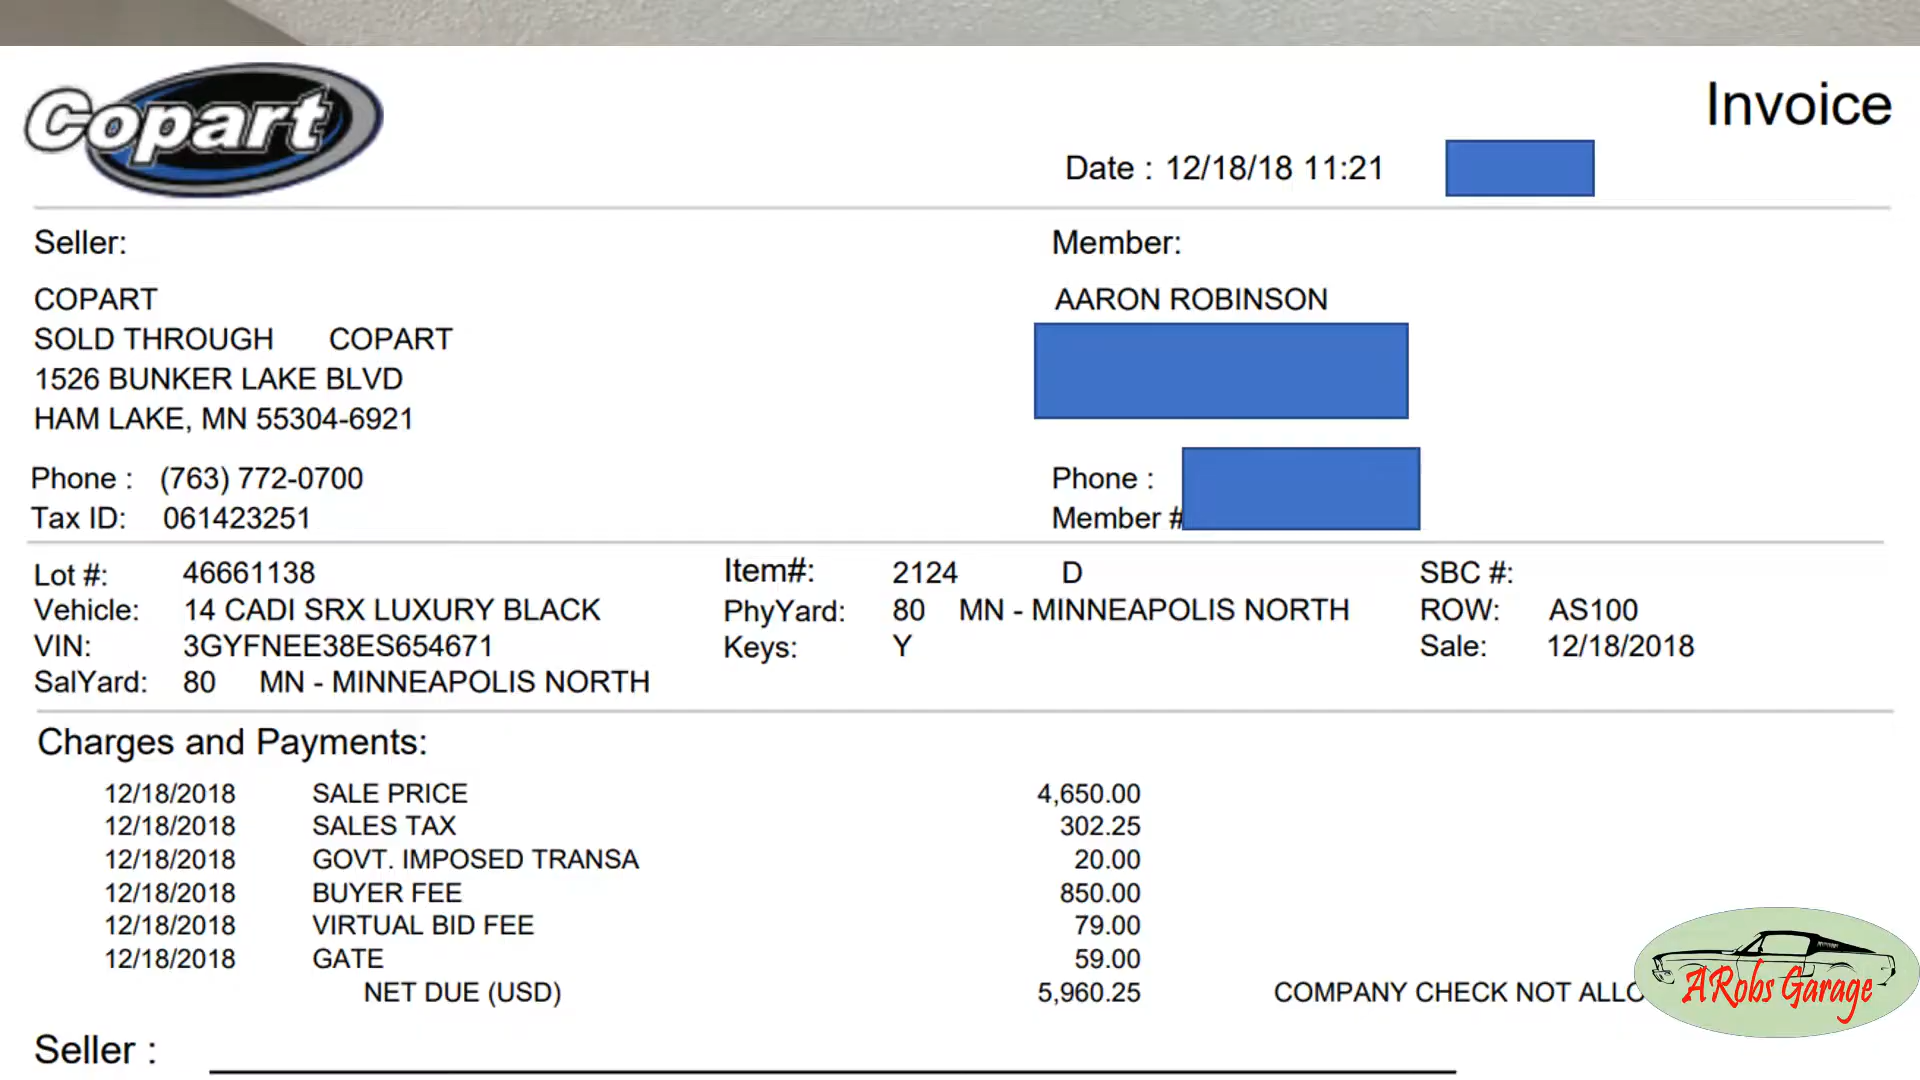 Copart
Invoice
Date : 12/18/18 11:21
Seller:
Member:
COPART
AARON ROBINSON
SOLD THROUGH COPART
1526 BUNKER LAKE BLVD
HAM LAKE, MN 55304-6921
Phone : (763) 772-0700
Phone :
Tax ID: 061423251
Member #
Lot #: 46661138 Item#: 2124 D SBC #:
Vehicle: 14 CADI SRX LUXURY BLACK PhyYard: 80 MN - MINNEAPOLIS NORTH ROW: AS100
VIN: 3GYFNEE38ES654671 Keys: Y Sale: 12/18/2018
SalYard: 80 MN - MINNEAPOLIS NORTH
Charges and Payments:
12/18/2018 SALE PRICE 4,650.00
12/18/2018 SALES TAX 302.25
12/18/2018 GOVT. IMPOSED TRANSA 20.00
12/18/2018 BUYER FEE 850.00
12/18/2018 VIRTUAL BID FEE 79.00
12/18/2018 GATE 59.00
NET DUE (USD) 5,960.25 COMPANY CHECK NOT ALLO
ARobs Garage
Seller :